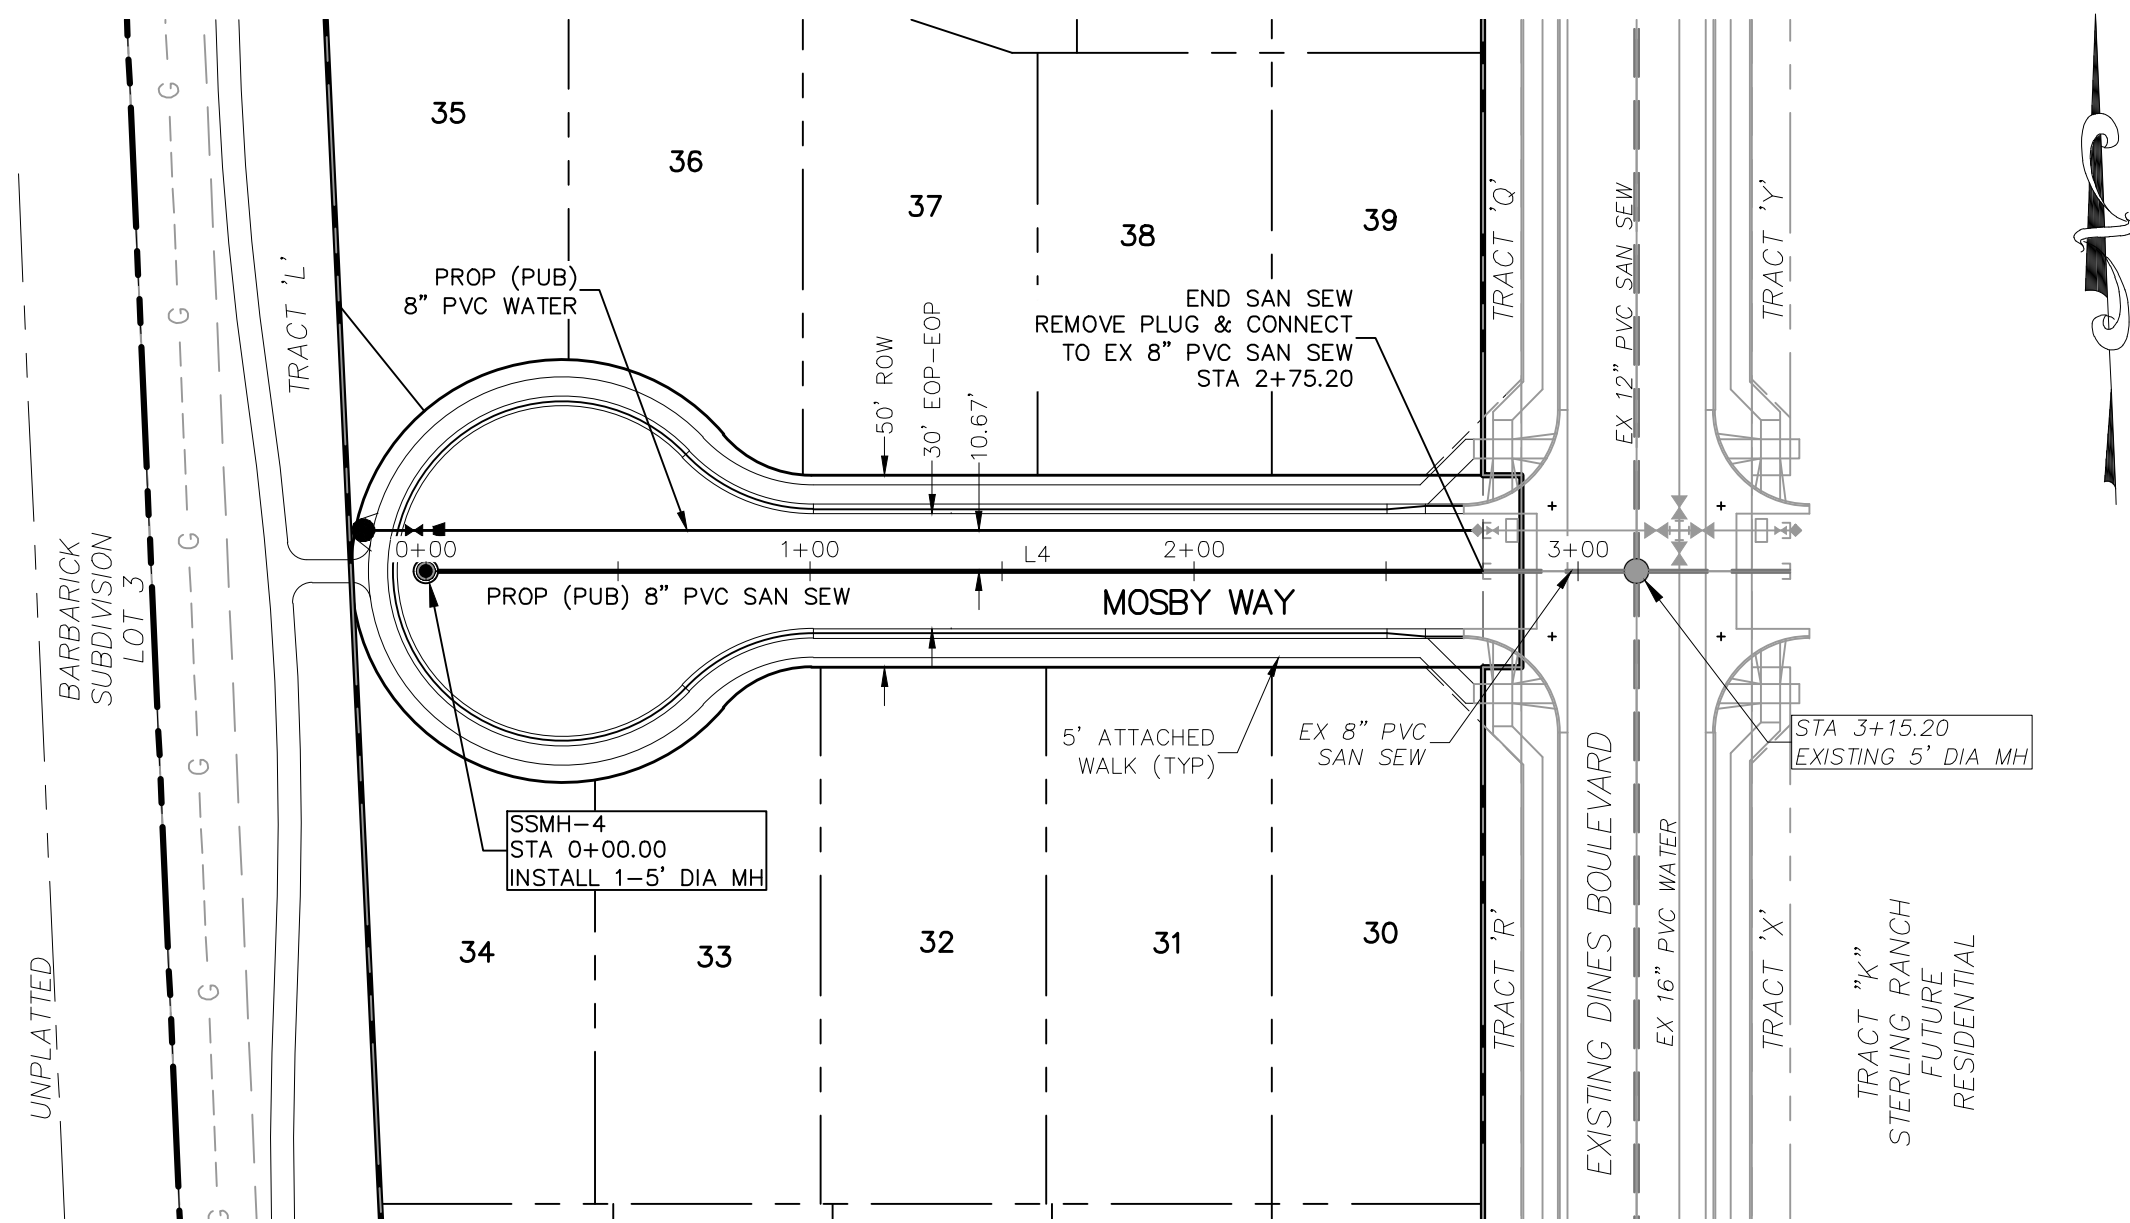 35
36
37
38
39
PROP (PUB)
8" PVC WATER
END SAN SEW
REMOVE PLUG & CONNECT
TO EX 8" PVC SAN SEW
STA 2+75.20
50' ROW
30' EOP-EOP
10.67'
TRACT 'L'
TRACT 'Q'
EX 12" PVC SAN SEW
TRACT 'Y'
G
G
G
G
G
G
0+00
1+00
L4
2+00
3+00
PROP (PUB) 8" PVC SAN SEW
MOSBY WAY
BARBARICK
SUBDIVISION
LOT 3
5' ATTACHED
WALK (TYP)
EX 8" PVC
SAN SEW
STA 3+15.20
EXISTING 5' DIA MH
SSMH-4
STA 0+00.00
INSTALL 1-5' DIA MH
34
33
32
31
30
UNPLATTED
TRACT 'R'
EXISTING DINES BOULEVARD
EX 16" PVC WATER
TRACT 'X'
TRACT "K"
STERLING RANCH
FUTURE
RESIDENTIAL